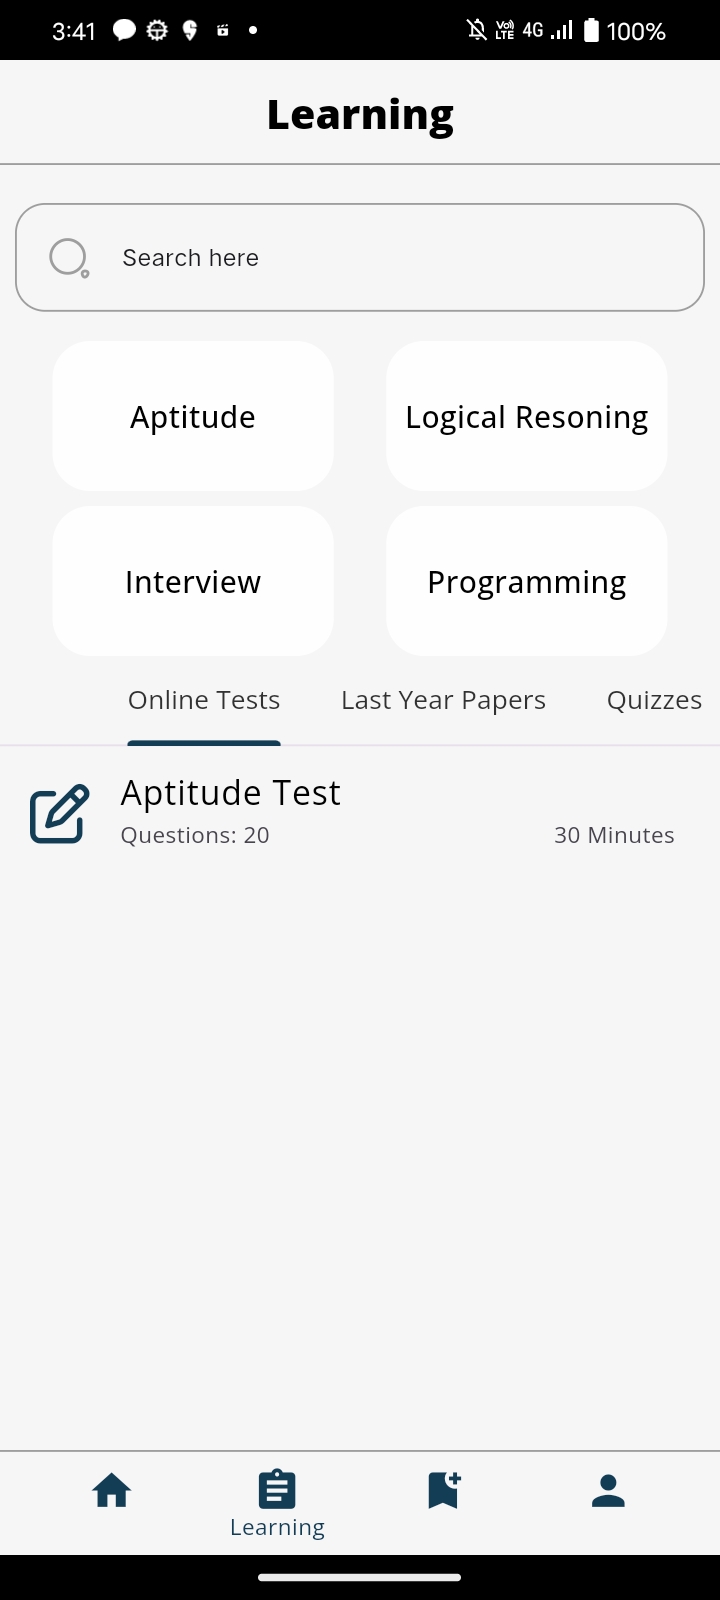 3:41 Vo) LTE 4G 100%
Learning
Search here
Aptitude Logical Resoning
Interview Programming
Online Tests Last Year Papers Quizzes
Aptitude Test
Questions: 20 30 Minutes
Learning